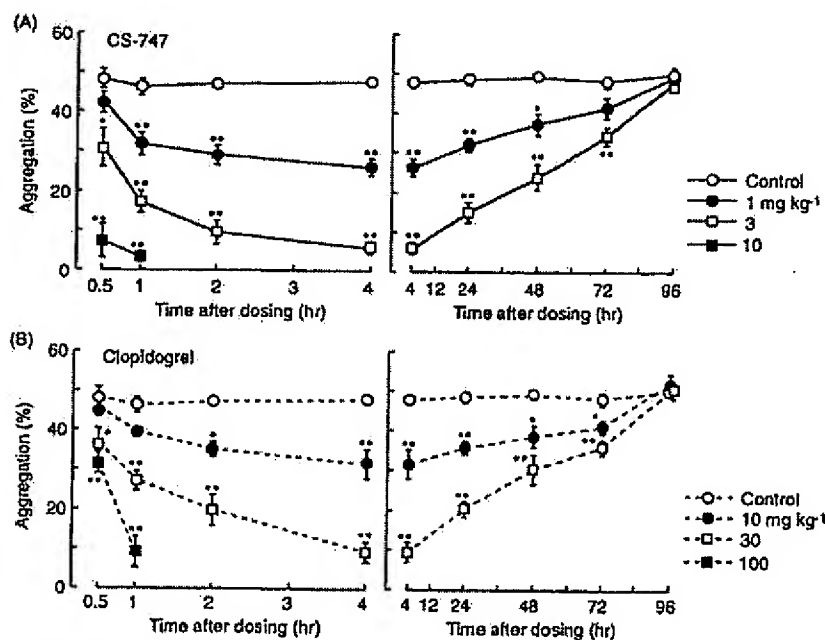 (A)
CS-747
Aggregation (%)
60
40
20
0
* ** ** **
* ** ** **
** **
0.5 1 2 3 4
Time after dosing (hr)
** ** *
** ** ** **
4 12 24 48 72 96
Time after dosing (hr)
Control
1 mg kg-1
3
10
(B)
Clopidogrel
Aggregation (%)
60
40
20
0
* **
* ** ** **
** **
0.5 1 2 3 4
Time after dosing (hr)
** ** * *
** ** ** **
4 12 24 48 72 96
Time after dosing (hr)
Control
10 mg kg-1
30
100